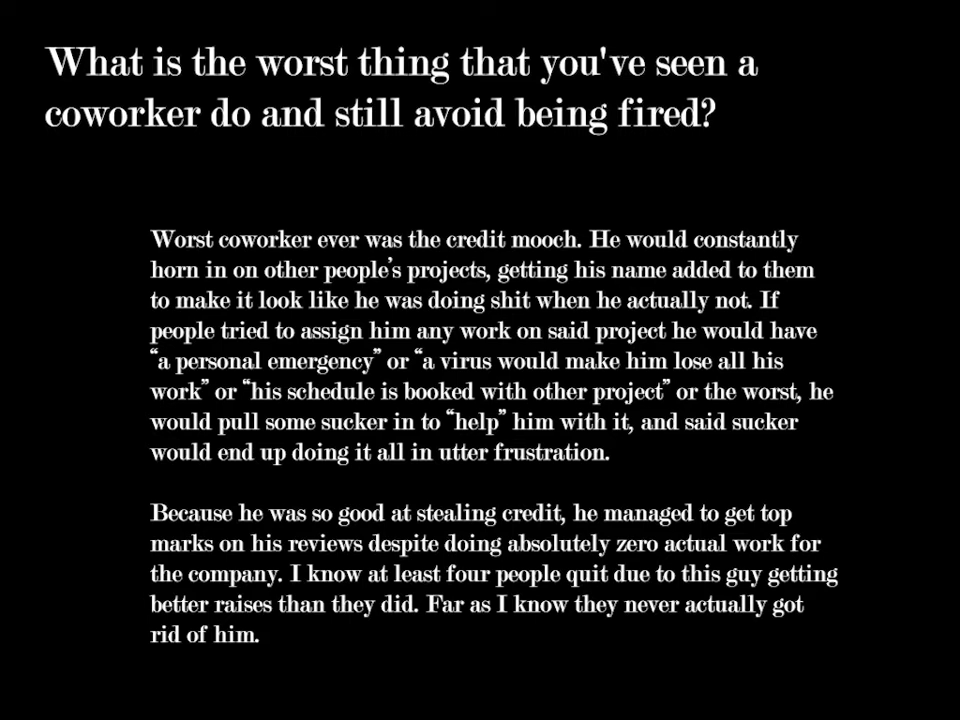 What is the worst thing that you've seen a
coworker do and still avoid being fired?
Worst coworker ever was the credit mooch. He would constantly
horn in on other people’s projects, getting his name added to them
to make it look like he was doing shit when he actually not. If
people tried to assign him any work on said project he would have
“a personal emergency” or “a virus would make him lose all his
work” or “his schedule is booked with other project” or the worst, he
would pull some sucker in to “help” him with it, and said sucker
would end up doing it all in utter frustration.
Because he was so good at stealing credit, he managed to get top
marks on his reviews despite doing absolutely zero actual work for
the company. I know at least four people quit due to this guy getting
better raises than they did. Far as I know they never actually got
rid of him.